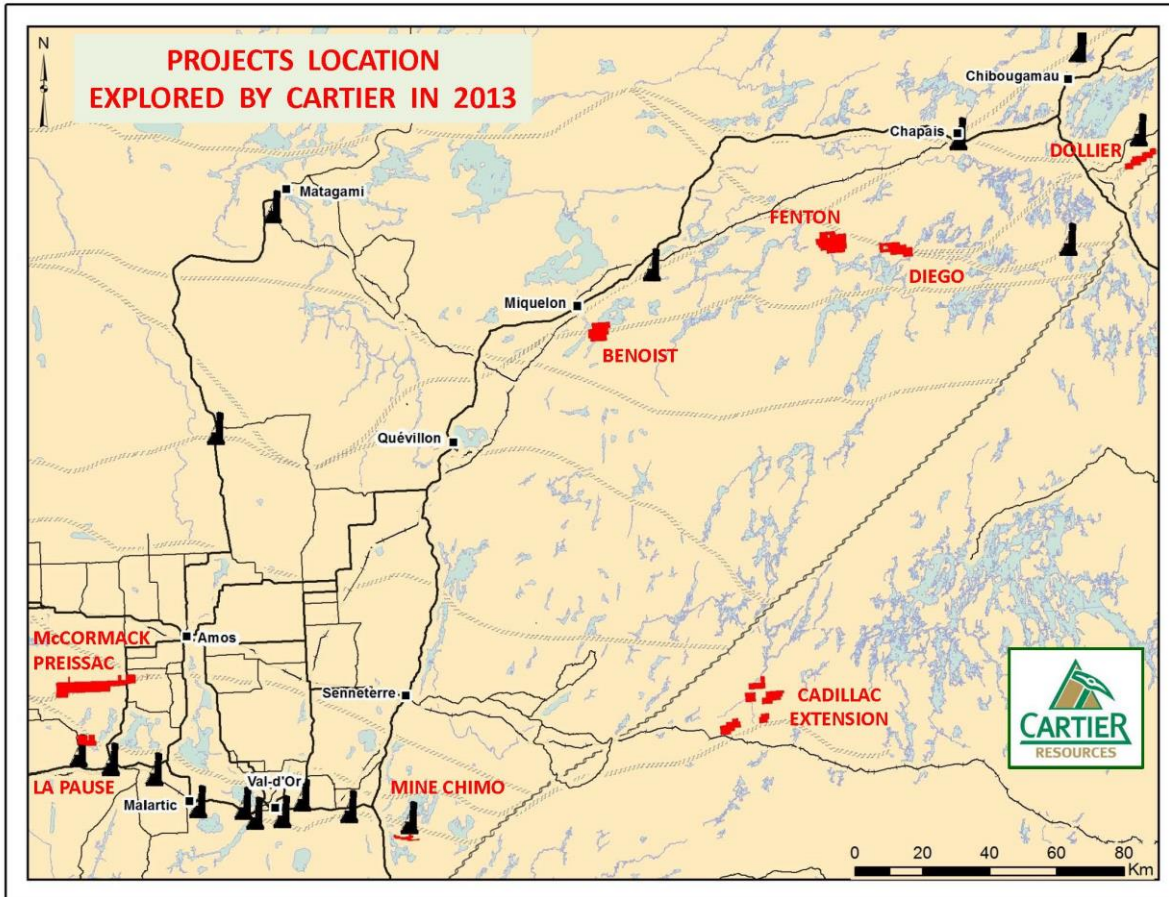 PROJECTS LOCATION
EXPLORED BY CARTIER IN 2013
N
Chibougamau
Chapais
DOLLIER
Matagami
FENTON
DIEGO
Miquelon
BENOIST
Quévillon
McCORMACK
PREISSAC
Amos
Senneterre
CADILLAC
EXTENSION
CARTIER
RESOURCES
LA PAUSE
Malartic
Val-d'Or
MINE CHIMO
0 20 40 60 80
Km